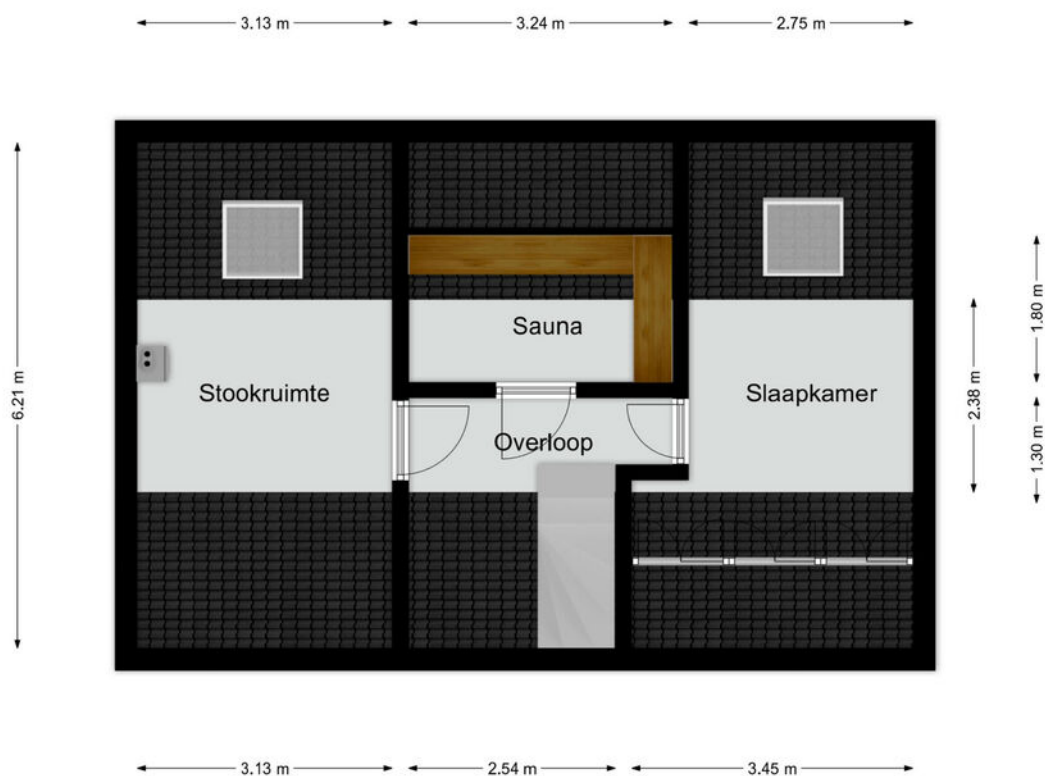 3.13 m
3.24 m
2.75 m
6.21 m
Sauna
Stookruimte
Slaapkamer
Overloop
1.80 m
2.38 m
1.30 m
3.13 m
2.54 m
3.45 m